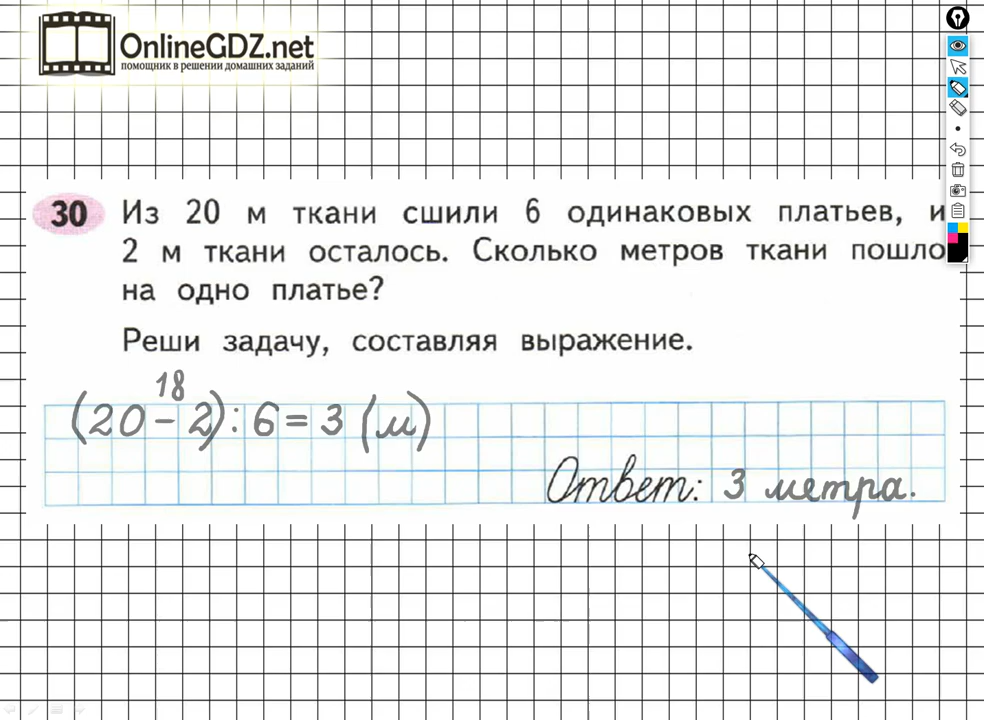 OnlineGDZ.net
помощник в решении домашних заданий
30 Из 20 м ткани сшили 6 одинаковых платьев, и
2 м ткани осталось. Сколько метров ткани пошло
на одно платье?
Реши задачу, составляя выражение.
18
(20-2):6=3 (м)
Ответ: 3 метра.